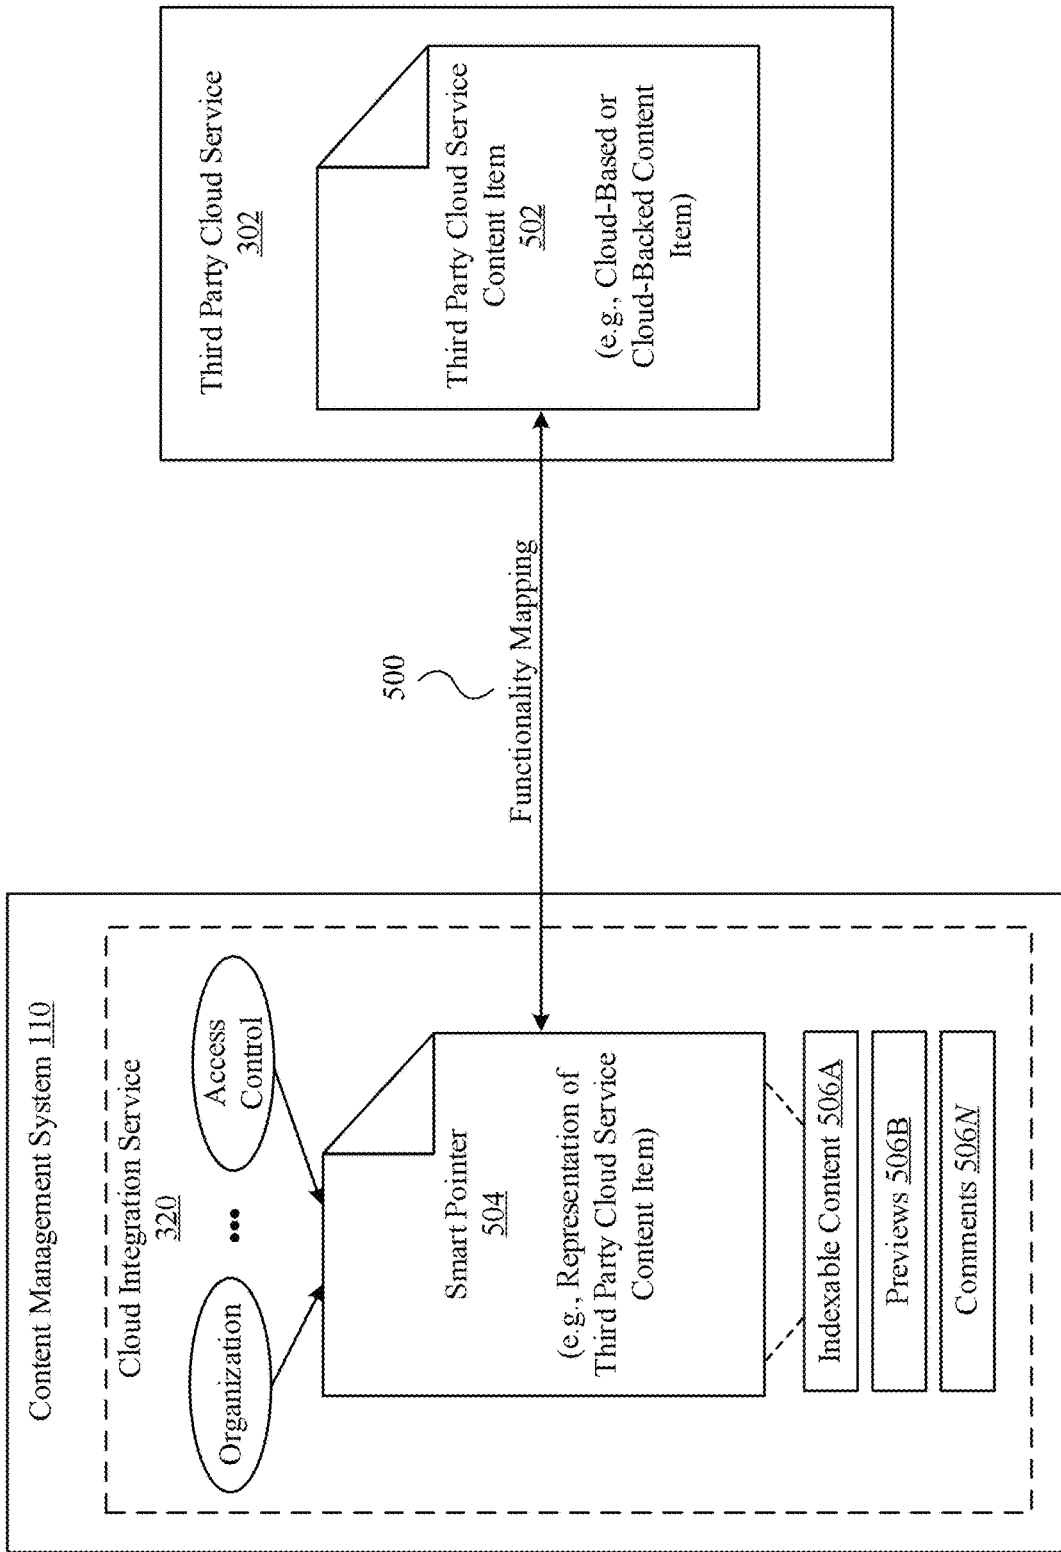 Content Management System 110
Cloud Integration Service
320
Organization
•••
Access
Control
Smart Pointer
504
(e.g., Representation of
Third Party Cloud Service
Content Item)
Indexable Content 506A
Previews 506B
Comments 506N
500
Functionality Mapping
Third Party Cloud Service
302
Third Party Cloud Service
Content Item
502
(e.g., Cloud-Based or
Cloud-Backed Content
Item)